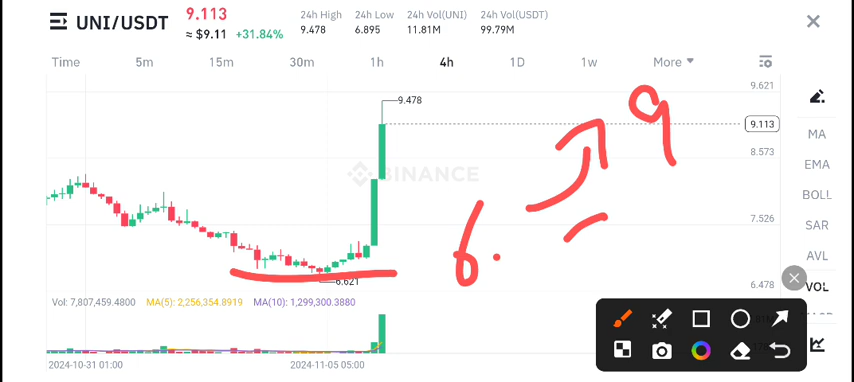 UNI/USDT
9.113
≈ $9.11 +31.84%
24h High
9.478
24h Low
6.895
24h Vol(UNI)
11.81M
24h Vol(USDT)
99.79M
Time 5m 15m 30m 1h 4h 1D 1w More
9.621
9.478
9
9.113
8.573
BINANCE
7.526
6.
6.621
6.478
MA
EMA
BOLL
SAR
AVL
VOL
Vol: 7,807,459.4800 MA(5): 2,256,354.8919 MA(10): 1,299,300.3880
2024-10-31 01:00 2024-11-05 05:00